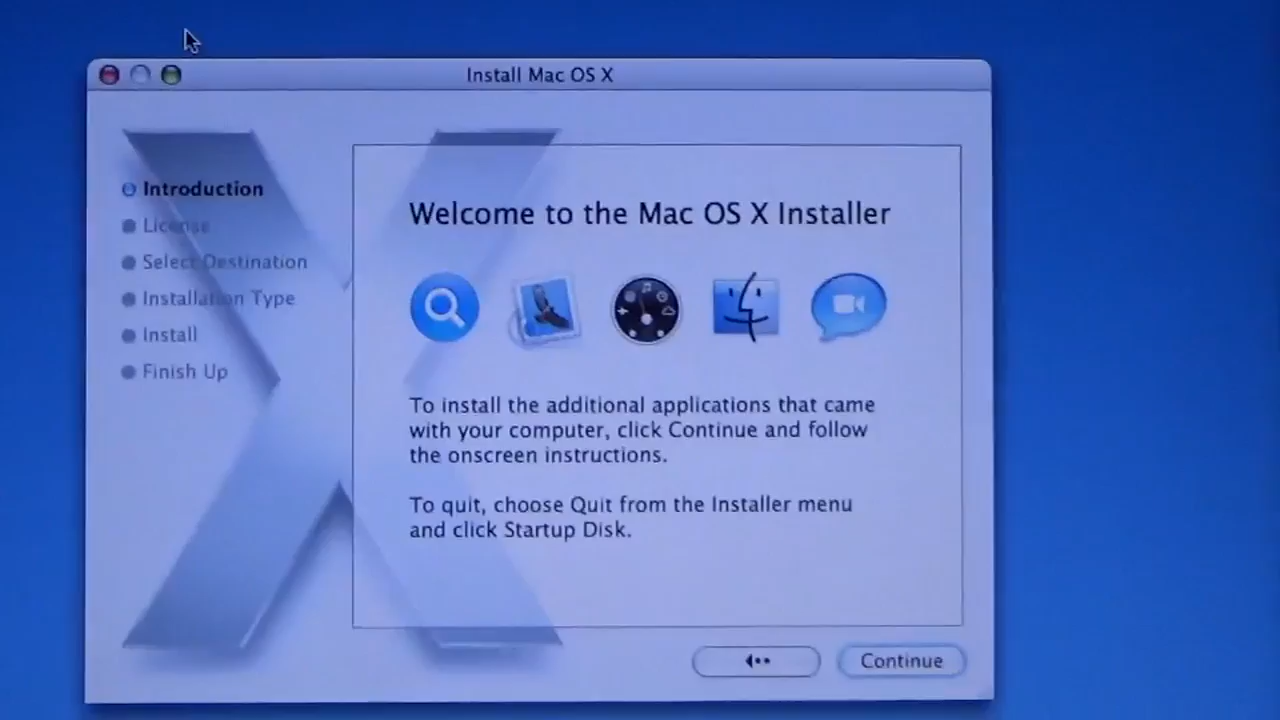 Install Mac OS X
Introduction
License
Select Destination
Installation Type
Install
Finish Up
Welcome to the Mac OS X Installer
To install the additional applications that came
with your computer, click Continue and follow
the onscreen instructions.
To quit, choose Quit from the Installer menu
and click Startup Disk.
Continue